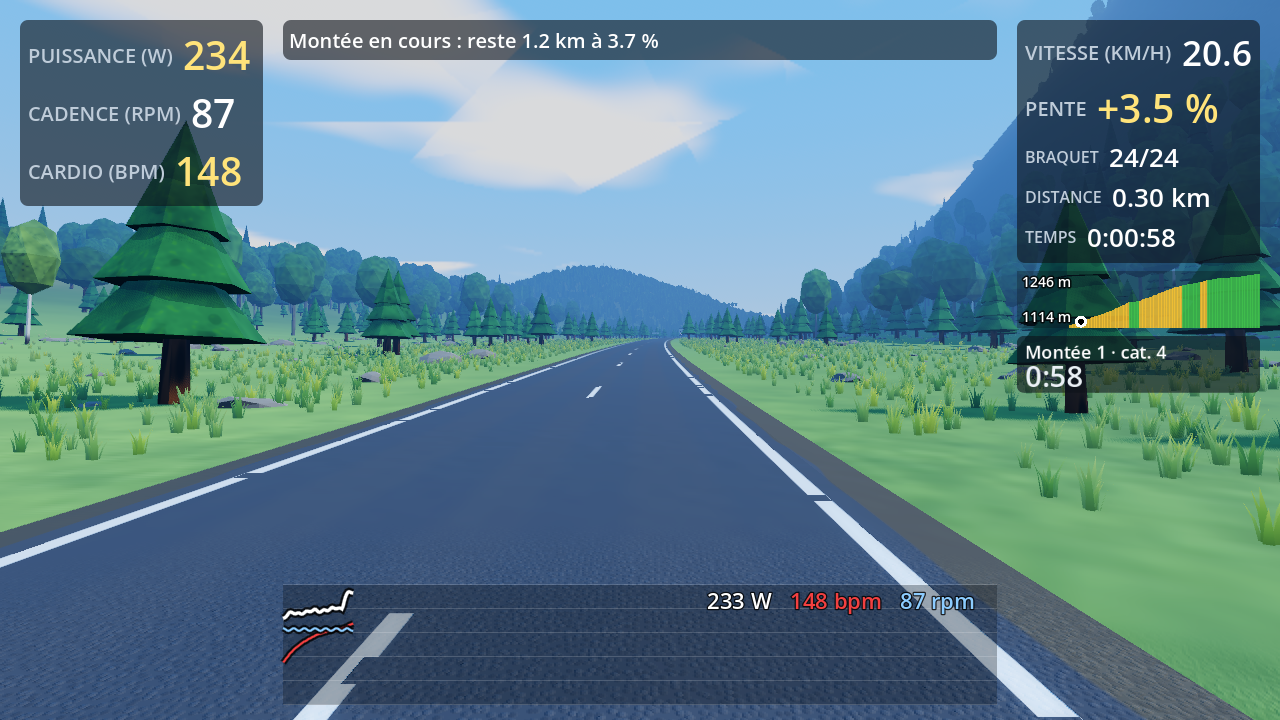 PUISSANCE (W) 234
CADENCE (RPM) 87
CARDIO (BPM) 148
Montée en cours : reste 1.2 km à 3.7 %
VITESSE (KM/H) 20.6
PENTE +3.5 %
BRAQUET 24/24
DISTANCE 0.30 km
TEMPS 0:00:58
1246 m
1114 m
Montée 1 · cat. 4
0:58
233 W 148 bpm 87 rpm